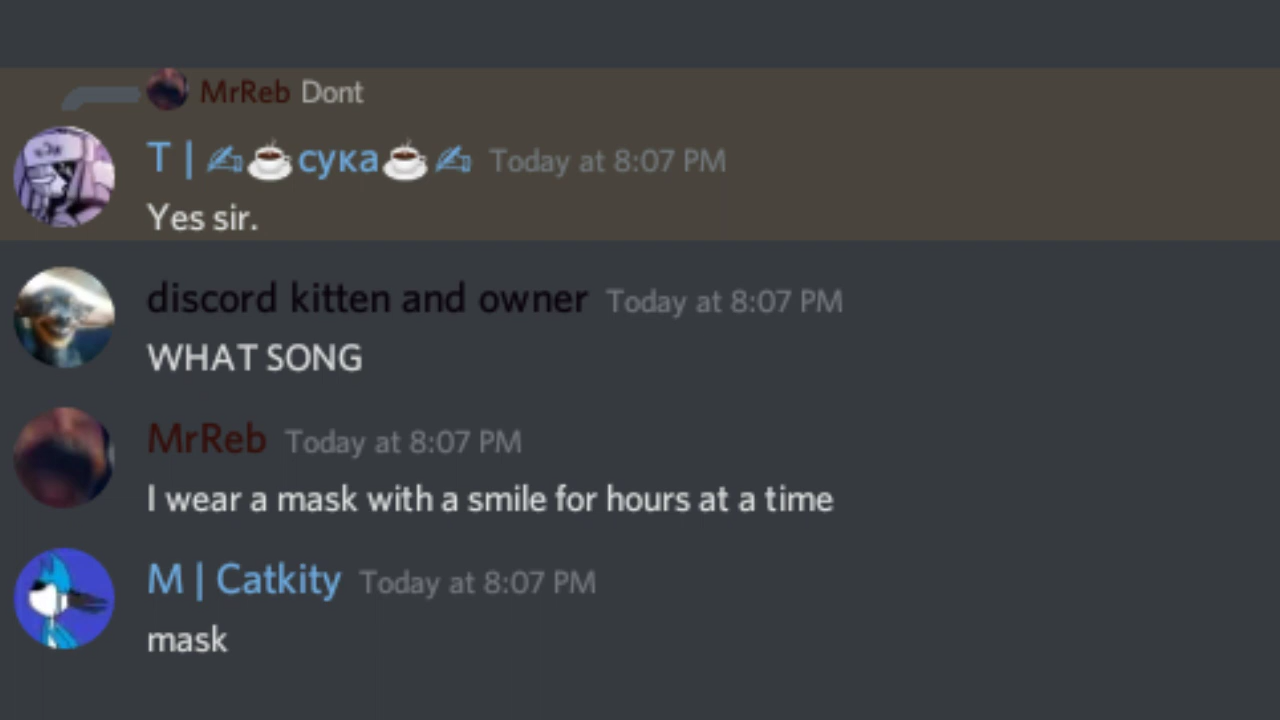 MrReb Dont
T | ✍☕сука☕✍ Today at 8:07 PM
Yes sir.
discord kitten and owner Today at 8:07 PM
WHAT SONG
MrReb Today at 8:07 PM
I wear a mask with a smile for hours at a time
M | Catkity Today at 8:07 PM
mask